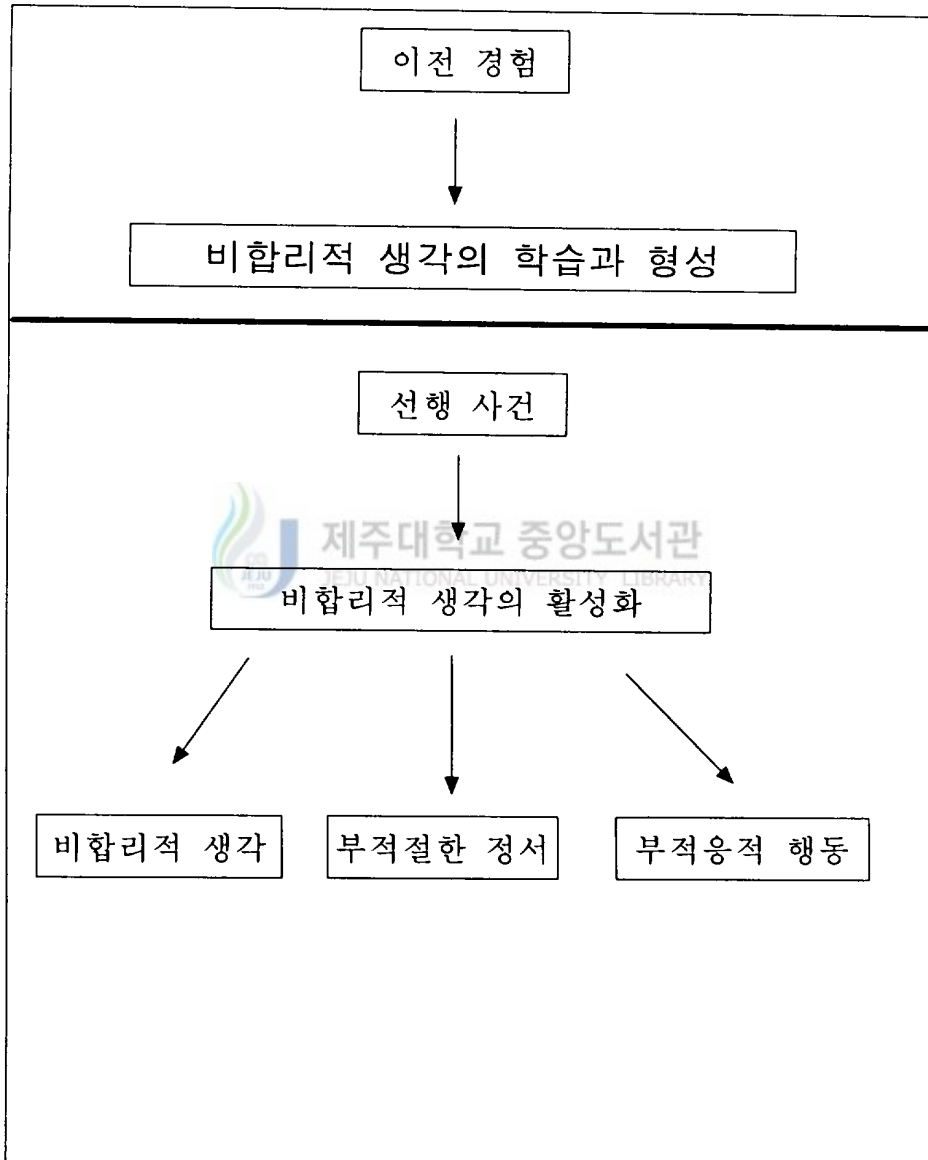 이전 경험
비합리적 생각의 학습과 형성
선행 사건
제주대학교 중앙도서관
JEJU NATIONAL UNIVERSITY LIBRARY
비합리적 생각의 활성화
비합리적 생각
부적절한 정서
부적응적 행동